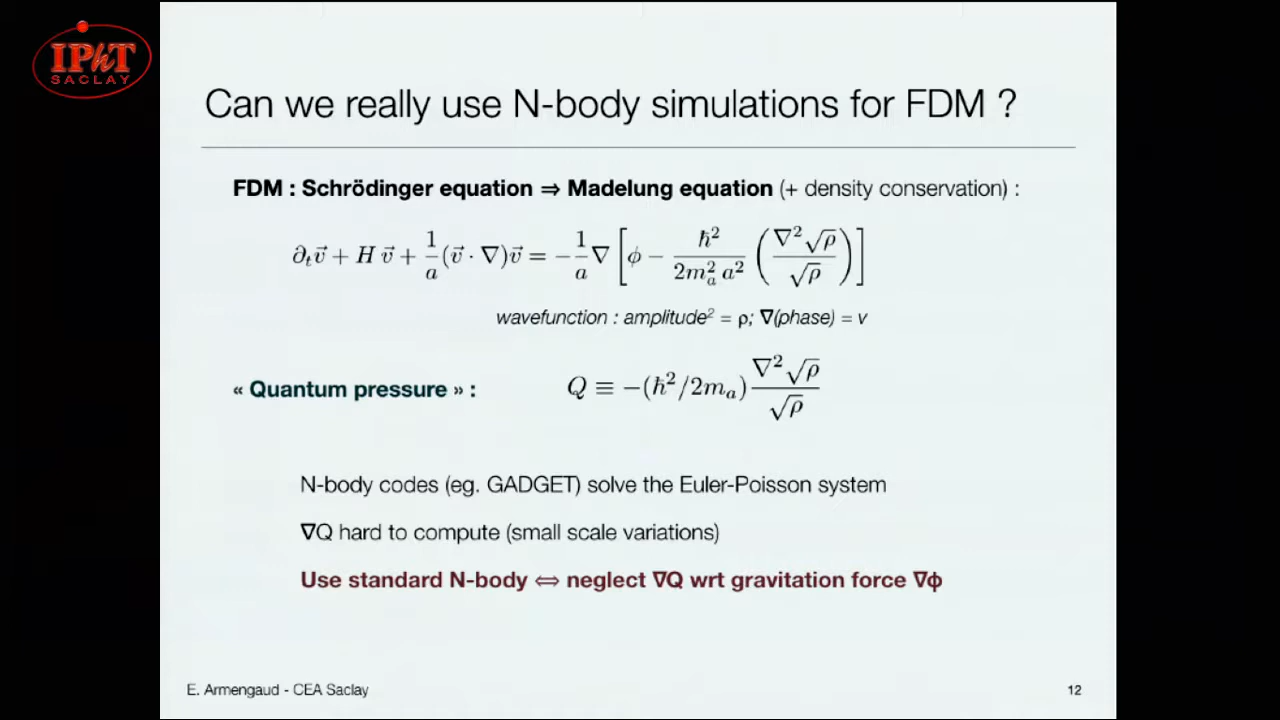 IPhT
SACLAY
Can we really use N-body simulations for FDM ?
FDM : Schrödinger equation ⇒ Madelung equation (+ density conservation) :
∂ₜv⃗ + H v⃗ + 1/a (v⃗ · ∇)v⃗ = − 1/a ∇ [ϕ − ħ²/(2mₐ² a²) (∇²√ρ/√ρ)]
wavefunction : amplitude² = ρ; ∇(phase) = v
« Quantum pressure » : Q ≡ −(ħ²/2mₐ) ∇²√ρ/√ρ
N-body codes (eg. GADGET) solve the Euler-Poisson system
∇Q hard to compute (small scale variations)
Use standard N-body ⇔ neglect ∇Q wrt gravitation force ∇ϕ
E. Armengaud - CEA Saclay
12